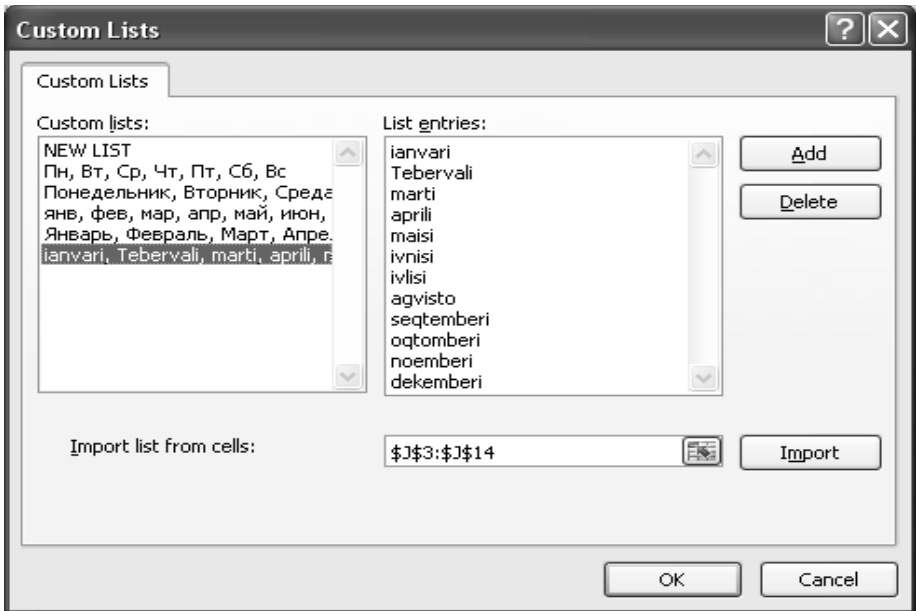 Custom Lists
Custom Lists
Custom lists:
NEW LIST
Пн, Вт, Ср, Чт, Пт, Сб, Вс
Понедельник, Вторник, Среда
янв, фев, мар, апр, май, июн,
Январь, Февраль, Март, Апре.
ianvari, Tebervali, marti, aprili,
List entries:
ianvari
Tebervali
marti
aprili
maisi
ivnisi
ivlisi
agvisto
seqtemberi
oqtomberi
noemberi
dekemberi
Add
Delete
Import list from cells:
$J$3:$J$14
Import
OK
Cancel